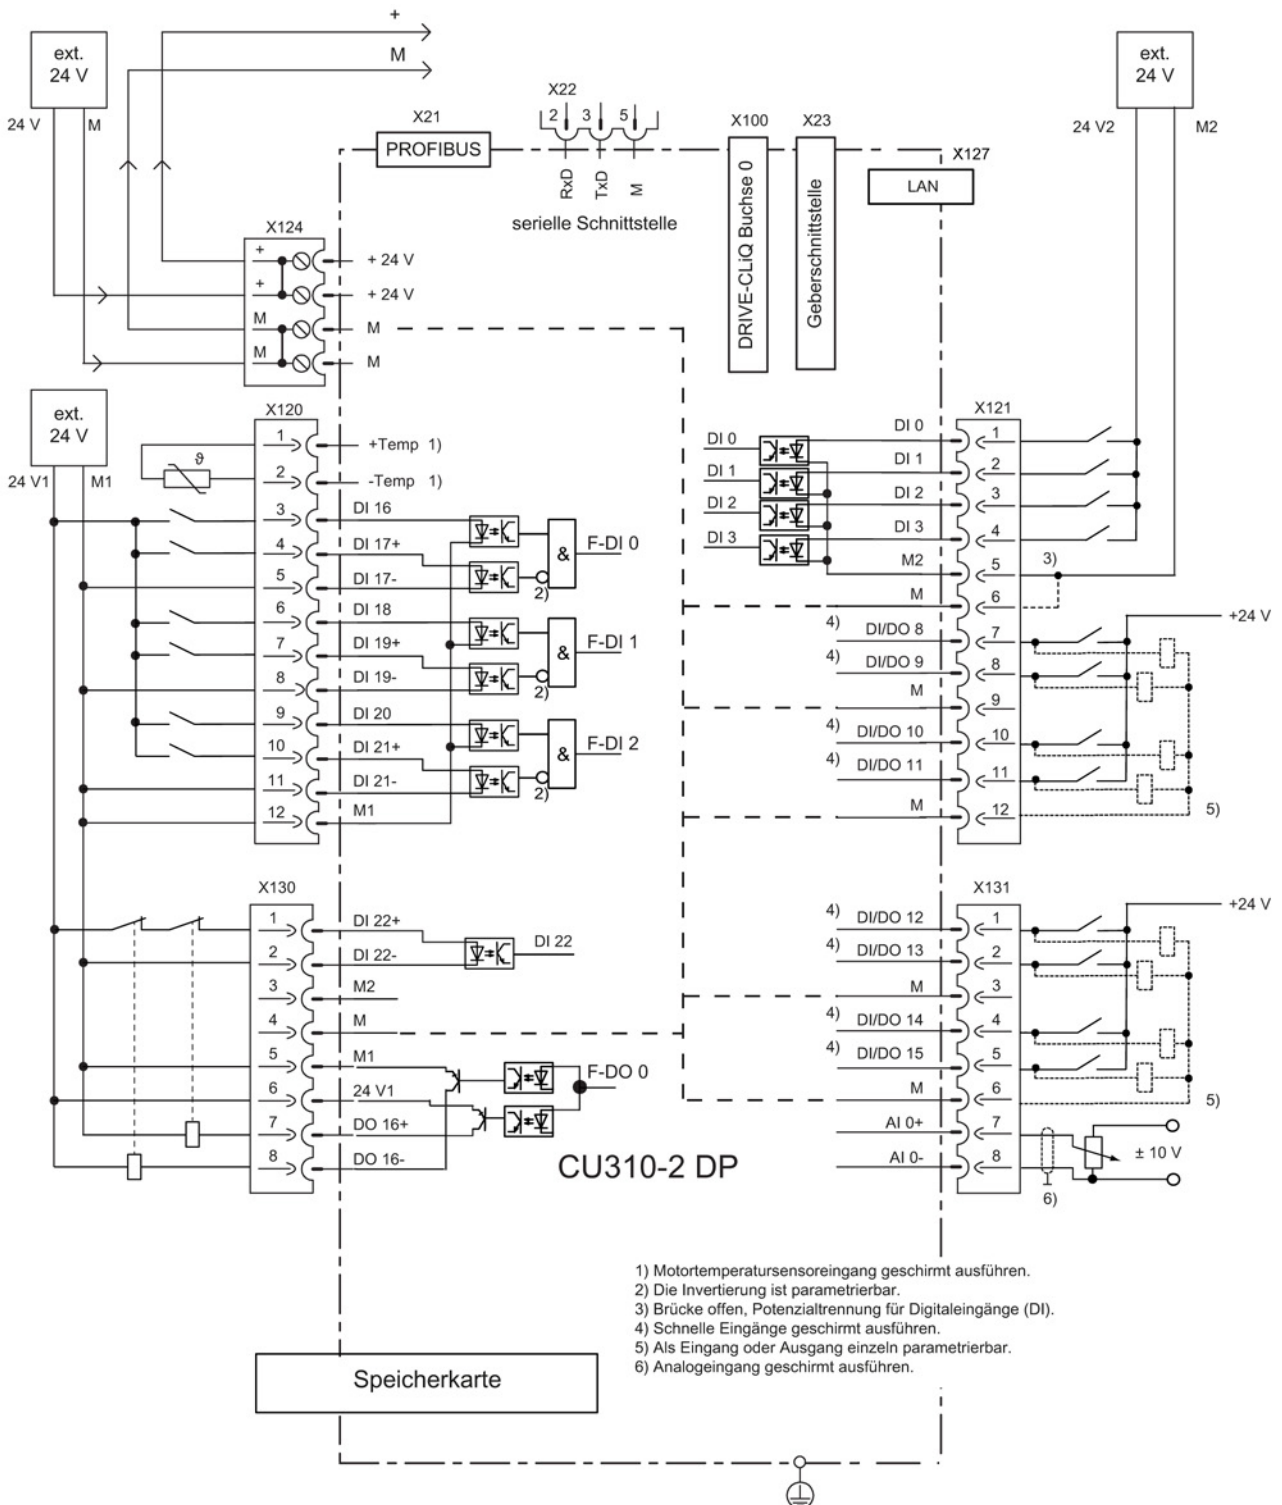 +
M
ext.
24 V
24 V
M
X21
PROFIBUS
X22
2
3
5
RxD
TxD
M
serielle Schnittstelle
X100
DRIVE-CLiQ Buchse 0
X23
Geberschnittstelle
X127
LAN
ext.
24 V
24 V2
M2
X124
+
+ 24 V
+
+ 24 V
M
M
M
M
ext.
24 V
24 V1
M1
X120
ϑ
1
+Temp 1)
2
-Temp 1)
3
DI 16
4
DI 17+
5
DI 17-
6
DI 18
7
DI 19+
8
DI 19-
9
DI 20
10
DI 21+
11
DI 21-
12
M1
&
F-DI 0
2)
&
F-DI 1
2)
&
F-DI 2
2)
X121
DI 0
DI 0
1
DI 1
DI 1
2
DI 2
DI 2
3
DI 3
DI 3
4
M2
5
3)
M
6
+24 V
4)
DI/DO 8
7
4)
DI/DO 9
8
M
9
4)
DI/DO 10
10
4)
DI/DO 11
11
M
12
5)
X130
1
DI 22+
2
DI 22-
DI 22
3
M2
4
M
5
M1
6
24 V1
7
DO 16+
8
DO 16-
F-DO 0
X131
+24 V
4)
DI/DO 12
1
4)
DI/DO 13
2
M
3
4)
DI/DO 14
4
4)
DI/DO 15
5
M
6
5)
AI 0+
7
AI 0-
8
± 10 V
6)
CU310-2 DP
1) Motortemperatursensoreingang geschirmt ausführen.
2) Die Invertierung ist parametrierbar.
3) Brücke offen, Potenzialtrennung für Digitaleingänge (DI).
4) Schnelle Eingänge geschirmt ausführen.
5) Als Eingang oder Ausgang einzeln parametrierbar.
6) Analogeingang geschirmt ausführen.
Speicherkarte